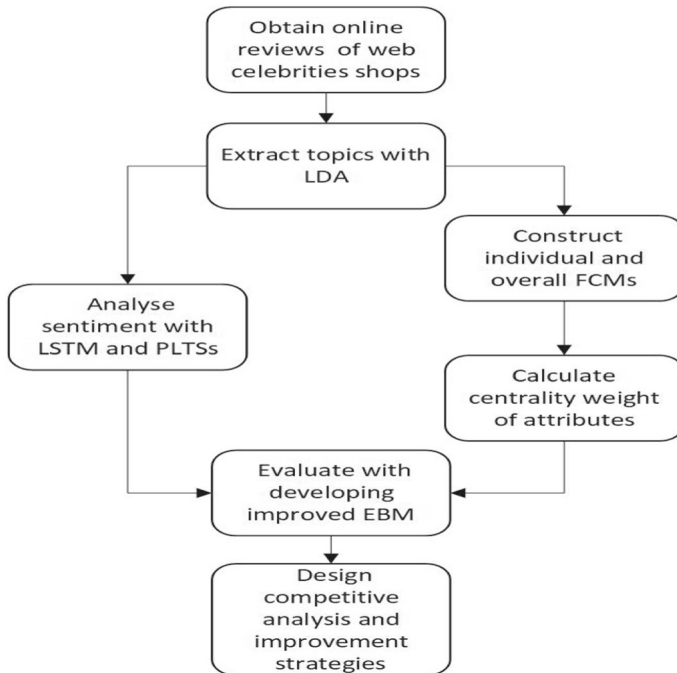 Obtain online
reviews of web
celebrities shops
Extract topics with
LDA
Construct
individual and
overall FCMs
Analyse
sentiment with
LSTM and PLTSs
Calculate
centrality weight
of attributes
Evaluate with
developing
improved EBM
Design
competitive
analysis and
improvement
strategies